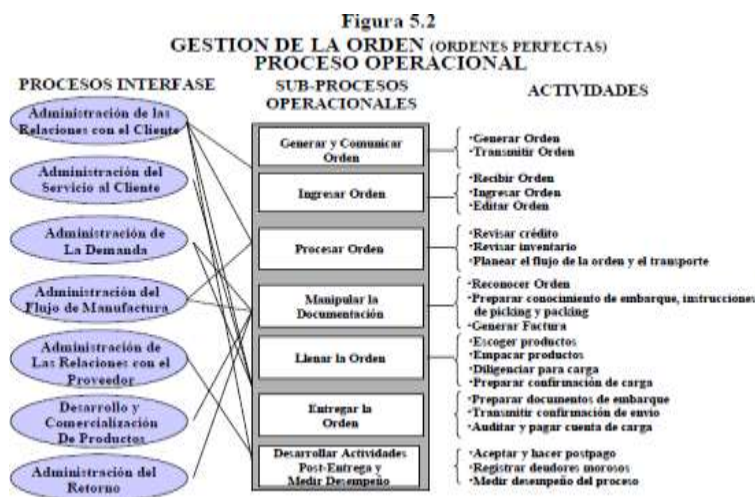 Figura 5.2
GESTION DE LA ORDEN (ORDENES PERFECTAS)
PROCESO OPERACIONAL
PROCESOS INTERFASE
SUB-PROCESOS
OPERACIONALES
ACTIVIDADES
Administración de las
Relaciones con el Cliente
Administración del
Servicio al Cliente
Administración de
La Demanda
Administración del
Flujo de Manufactura
Administración de
Las Relaciones con el
Proveedor
Desarrollo y
Comercialización
De Productos
Administración del
Retorno
Generar y Comunicar
Orden
Ingresar Orden
Procesar Orden
Manipular la
Documentación
Llenar la Orden
Entregar la
Orden
Desarrollar Actividades
Post-Entrega y
Medir Desempeño
•Generar Orden
•Transmitir Orden
•Recibir Orden
•Ingresar Orden
•Editar Orden
•Revisar crédito
•Revisar inventario
•Planear el flujo de la orden y el transporte
•Reconocer Orden
•Preparar conocimiento de embarque, instrucciones
de picking y packing
•Generar Factura
•Escoger productos
•Empacar productos
•Diligenciar para carga
•Preparar confirmación de carga
•Preparar documentos de embarque
•Transmitir confirmación de envío
•Auditar y pagar cuenta de carga
•Aceptar y hacer postpago
•Registrar deudores morosos
•Medir desempeño del proceso